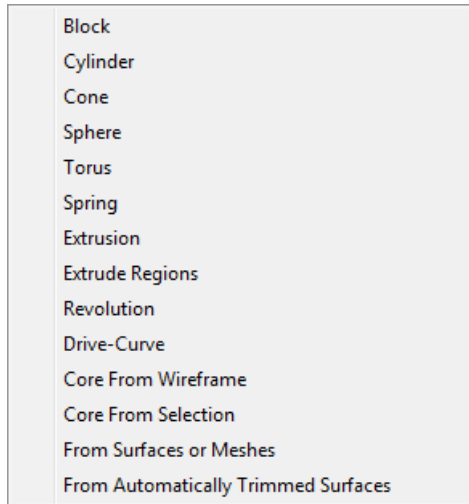 Block
Cylinder
Cone
Sphere
Torus
Spring
Extrusion
Extrude Regions
Revolution
Drive-Curve
Core From Wireframe
Core From Selection
From Surfaces or Meshes
From Automatically Trimmed Surfaces